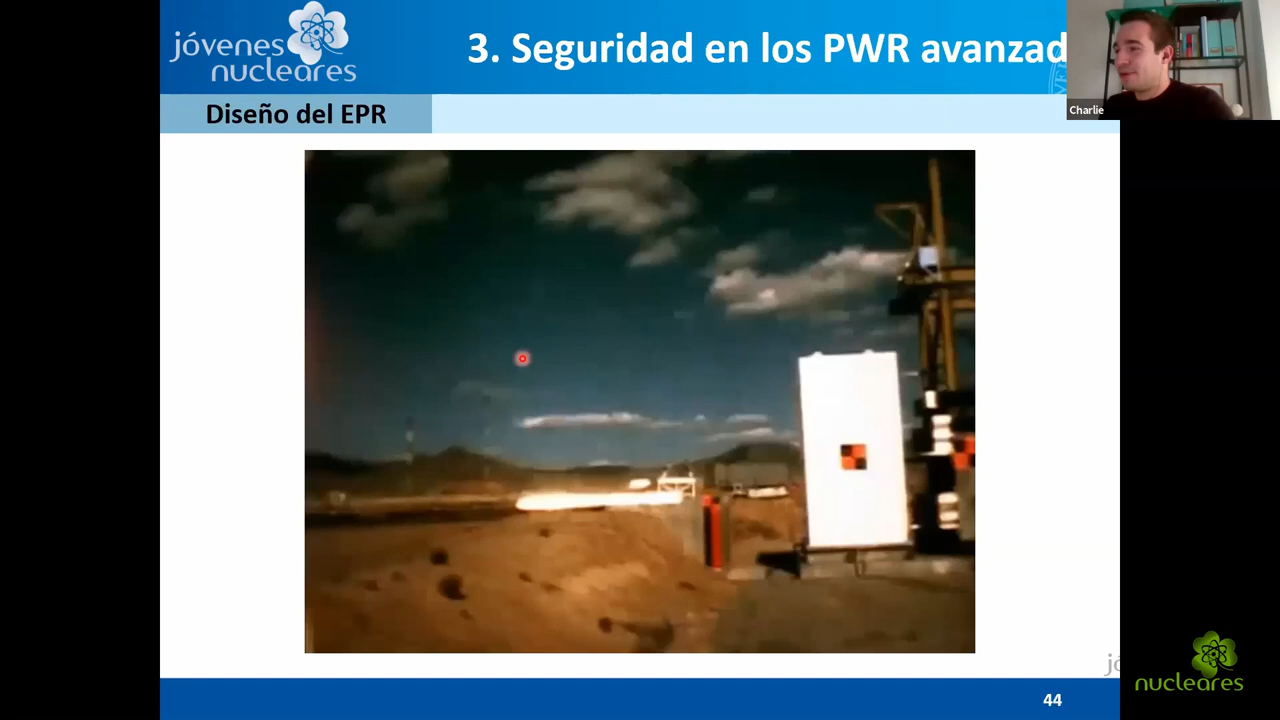 jóvenes
nucleares
3. Seguridad en los PWR avanzad
Charlie
Diseño del EPR
44
nucleares